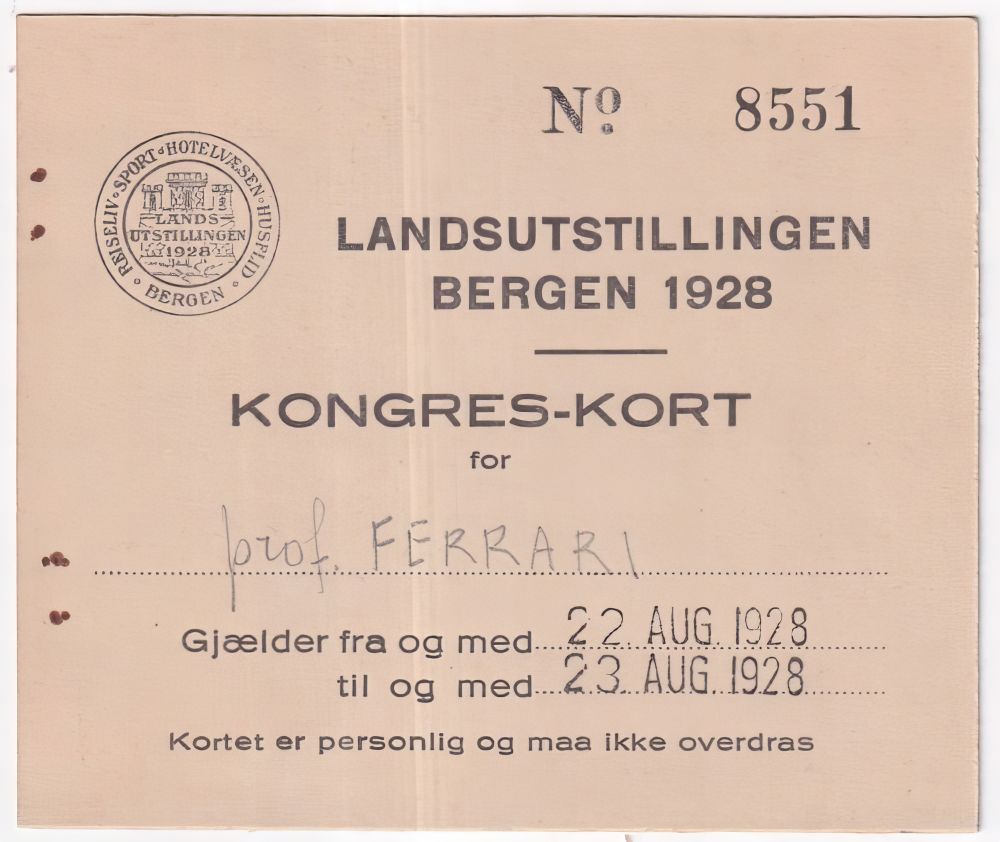 Nº 8551
REISELIV · SPORT · HOTELVÆSEN · HUSFLID
· BERGEN ·
LANDS-
UTSTILLINGEN
1928
LANDSUTSTILLINGEN
BERGEN 1928
KONGRES-KORT
for
prof. FERRARI
Gjælder fra og med 22. AUG. 1928
til og med 23. AUG. 1928
Kortet er personlig og maa ikke overdras